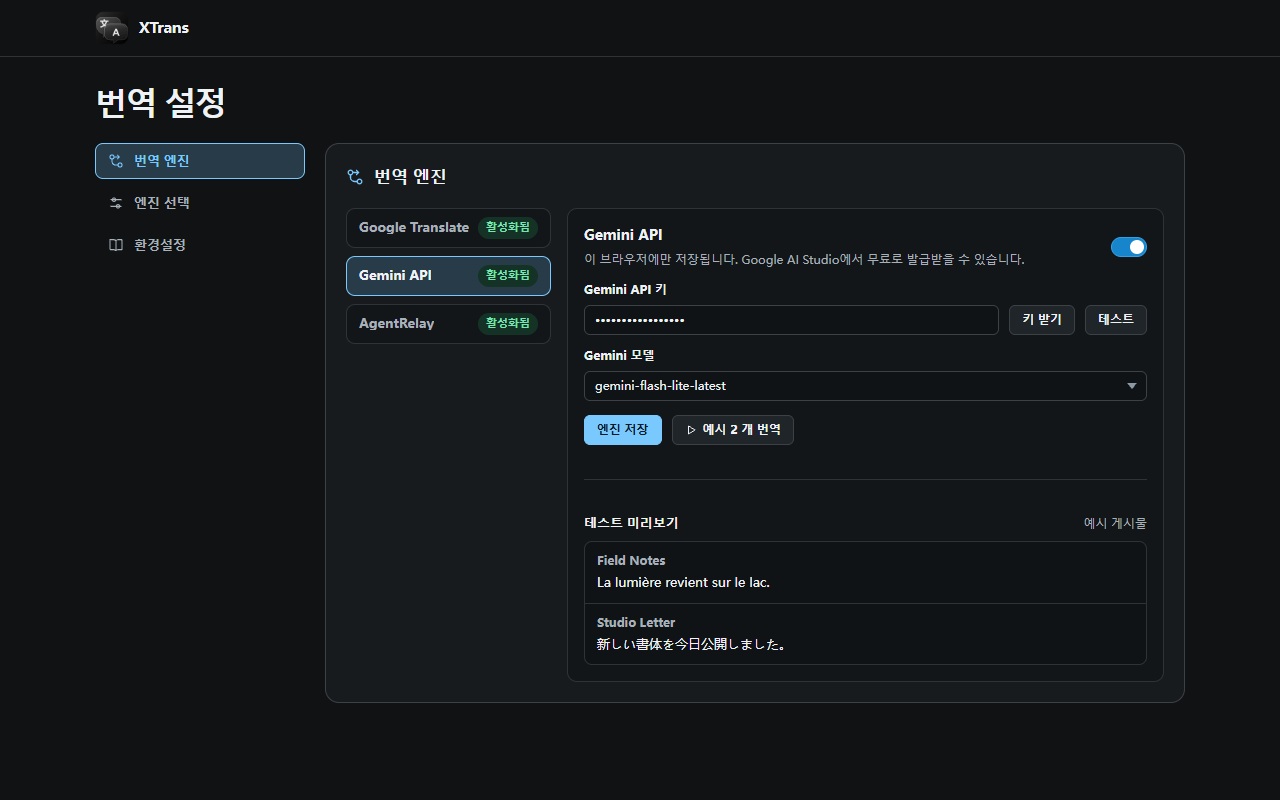 XTrans
번역 설정
번역 엔진
엔진 선택
환경설정
번역 엔진
Google Translate 활성화됨
Gemini API 활성화됨
AgentRelay 활성화됨
Gemini API
이 브라우저에만 저장됩니다. Google AI Studio에서 무료로 발급받을 수 있습니다.
Gemini API 키
•••••••••••••••••
키 받기
테스트
Gemini 모델
gemini-flash-lite-latest
엔진 저장
예시 2 개 번역
테스트 미리보기
예시 게시물
Field Notes
La lumière revient sur le lac.
Studio Letter
新しい書体を今日公開しました。